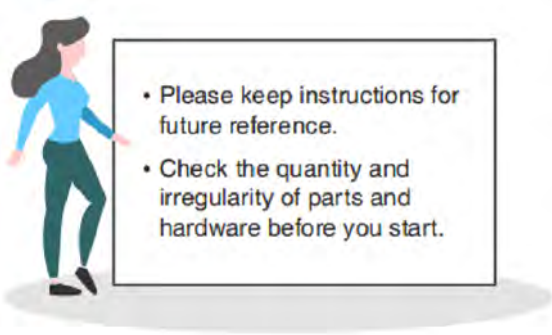 • Please keep instructions for
future reference.
• Check the quantity and
irregularity of parts and
hardware before you start.